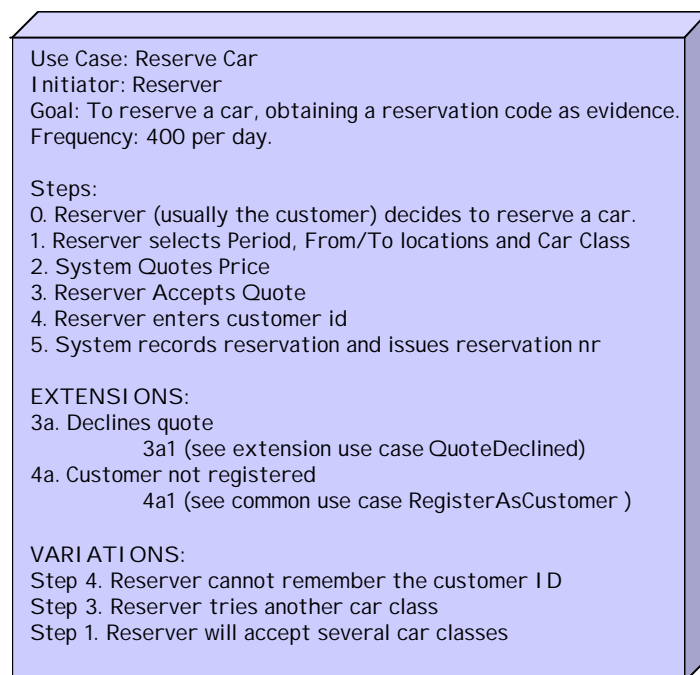 Use Case: Reserve Car
Initiator: Reserver
Goal: To reserve a car, obtaining a reservation code as evidence.
Frequency: 400 per day.
Steps:
0. Reserver (usually the customer) decides to reserve a car.
1. Reserver selects Period, From/To locations and Car Class
2. System Quotes Price
3. Reserver Accepts Quote
4. Reserver enters customer id
5. System records reservation and issues reservation nr
EXTENSIONS:
3a. Declines quote
3a1 (see extension use case QuoteDeclined)
4a. Customer not registered
4a1 (see common use case RegisterAsCustomer )
VARIATIONS:
Step 4. Reserver cannot remember the customer ID
Step 3. Reserver tries another car class
Step 1. Reserver will accept several car classes